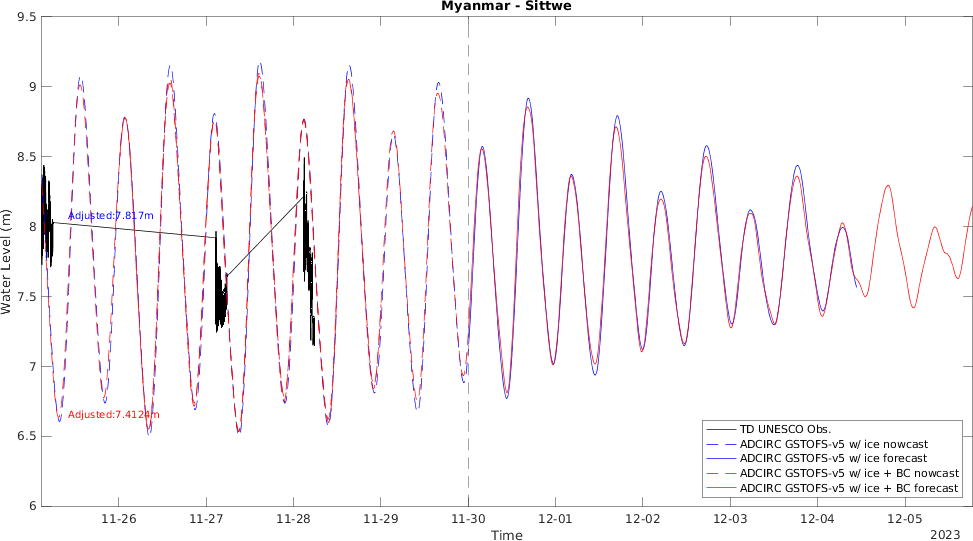 Myanmar - Sittwe
9.5
9
8.5
8
7.5
7
6.5
6
Water Level (m)
Adjusted:7.817m
Adjusted:7.4124m
TD UNESCO Obs.
ADCIRC GSTOFS-v5 w/ ice nowcast
ADCIRC GSTOFS-v5 w/ ice forecast
ADCIRC GSTOFS-v5 w/ ice + BC nowcast
ADCIRC GSTOFS-v5 w/ ice + BC forecast
11-26 11-27 11-28 11-29 11-30 12-01 12-02 12-03 12-04 12-05
Time
2023